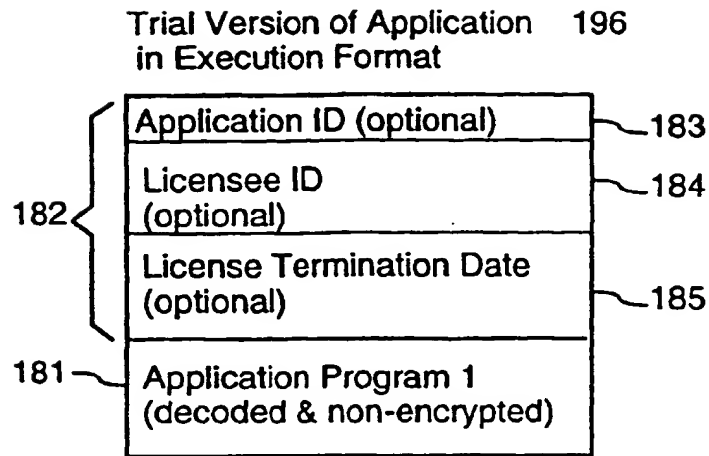 Trial Version of Application 196
in Execution Format
Application ID (optional) 183
Licensee ID 184
(optional)
182
License Termination Date
(optional) 185
181 Application Program 1
(decoded & non-encrypted)